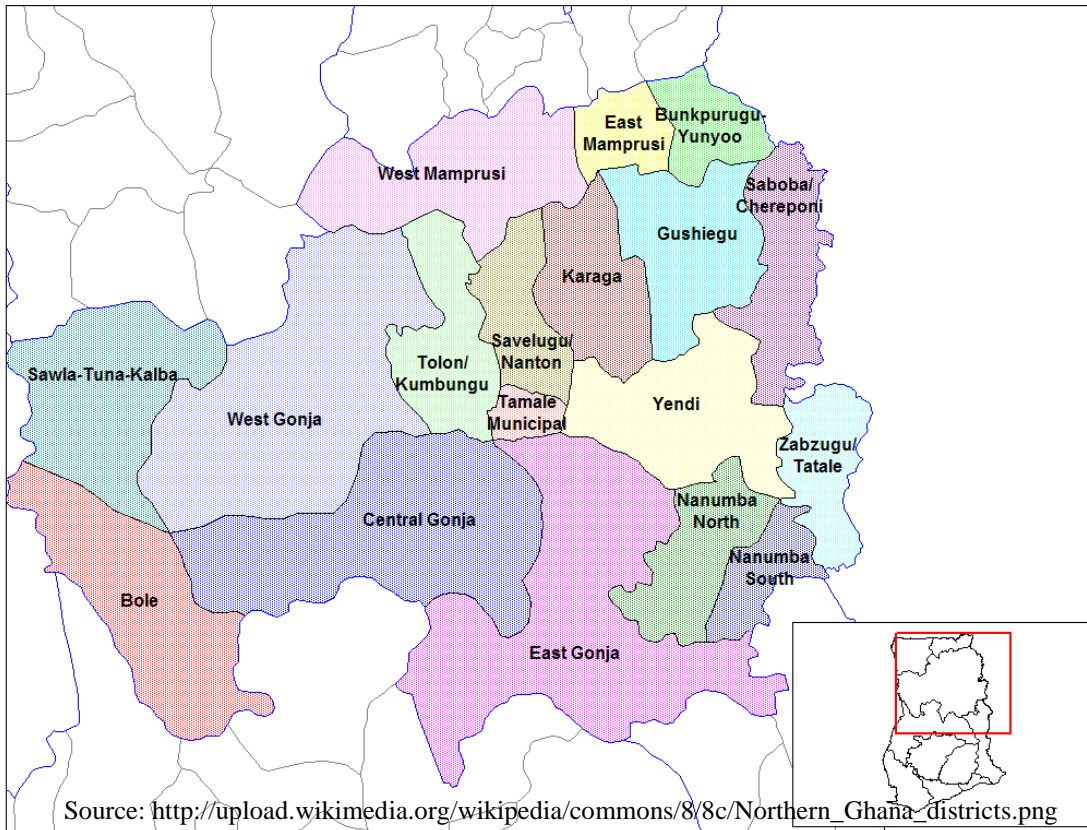 Bunkpurugu-
Yunyoo
East
Mamprusi
West Mamprusi
Saboba/
Chereponi
Gushiegu
Karaga
Savelugu/
Nanton
Tolon/
Kumbungu
Sawla-Tuna-Kalba
West Gonja
Tamale
Municipal
Yendi
Zabzugu/
Tatale
Nanumba
North
Central Gonja
Nanumba
South
Bole
East Gonja
Source: http://upload.wikimedia.org/wikipedia/commons/8/8c/Northern_Ghana_districts.png